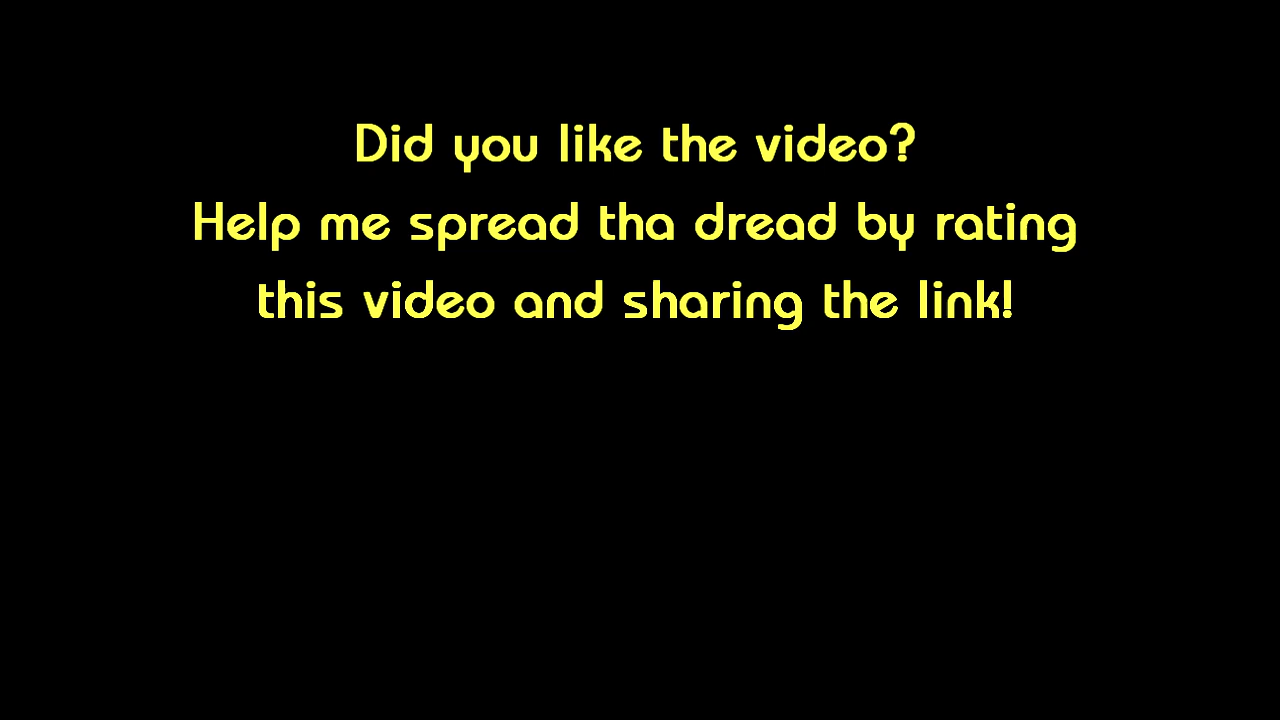 Did you like the video?
Help me spread tha dread by rating
this video and sharing the link!